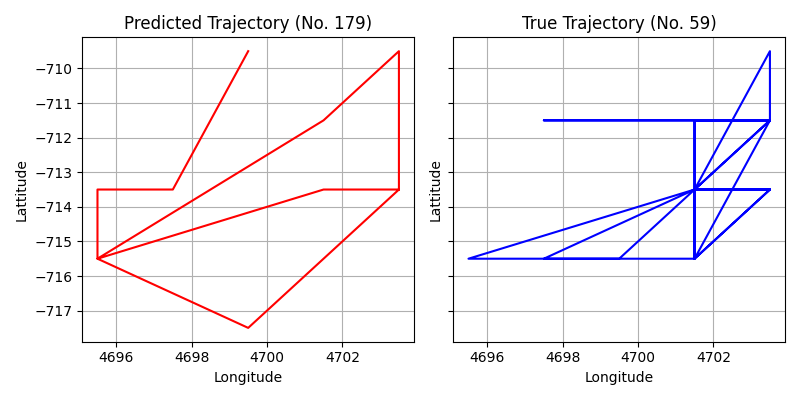 Predicted Trajectory (No. 179)
True Trajectory (No. 59)
Lattitude
−710
−711
−712
−713
−714
−715
−716
−717
4696
4698
4700
4702
Longitude
Lattitude
4696
4698
4700
4702
Longitude